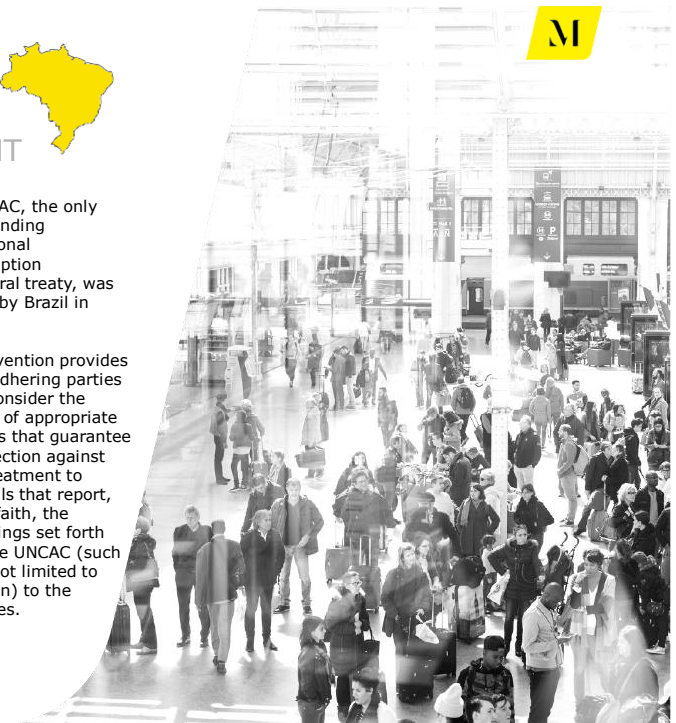 M
IT
AC, the only
nding
onal
ption
ral treaty, was
by Brazil in
vention provides
dhering parties
onsider the
of appropriate
s that guarantee
ection against
eatment to
ls that report,
faith, the
ings set forth
e UNCAC (such
ot limited to
n) to the
es.